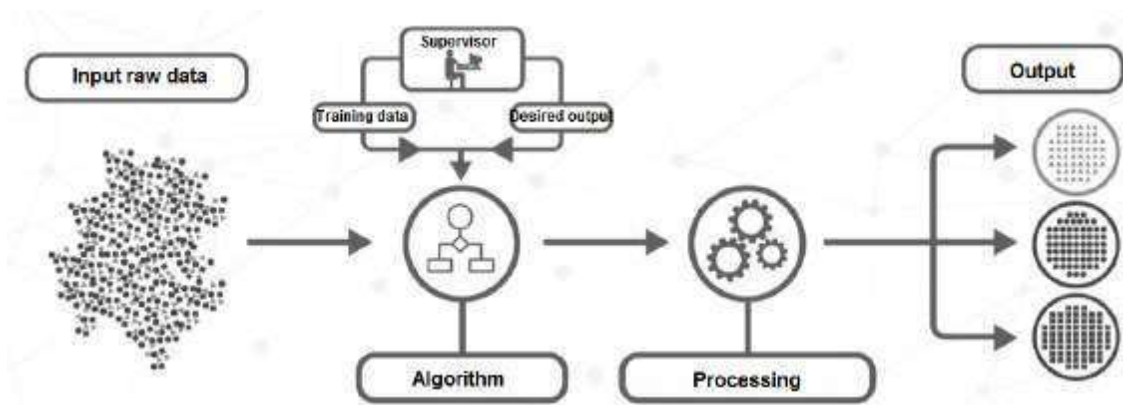 Input raw data
Supervisor
Training data
Desired output
Output
Algorithm
Processing